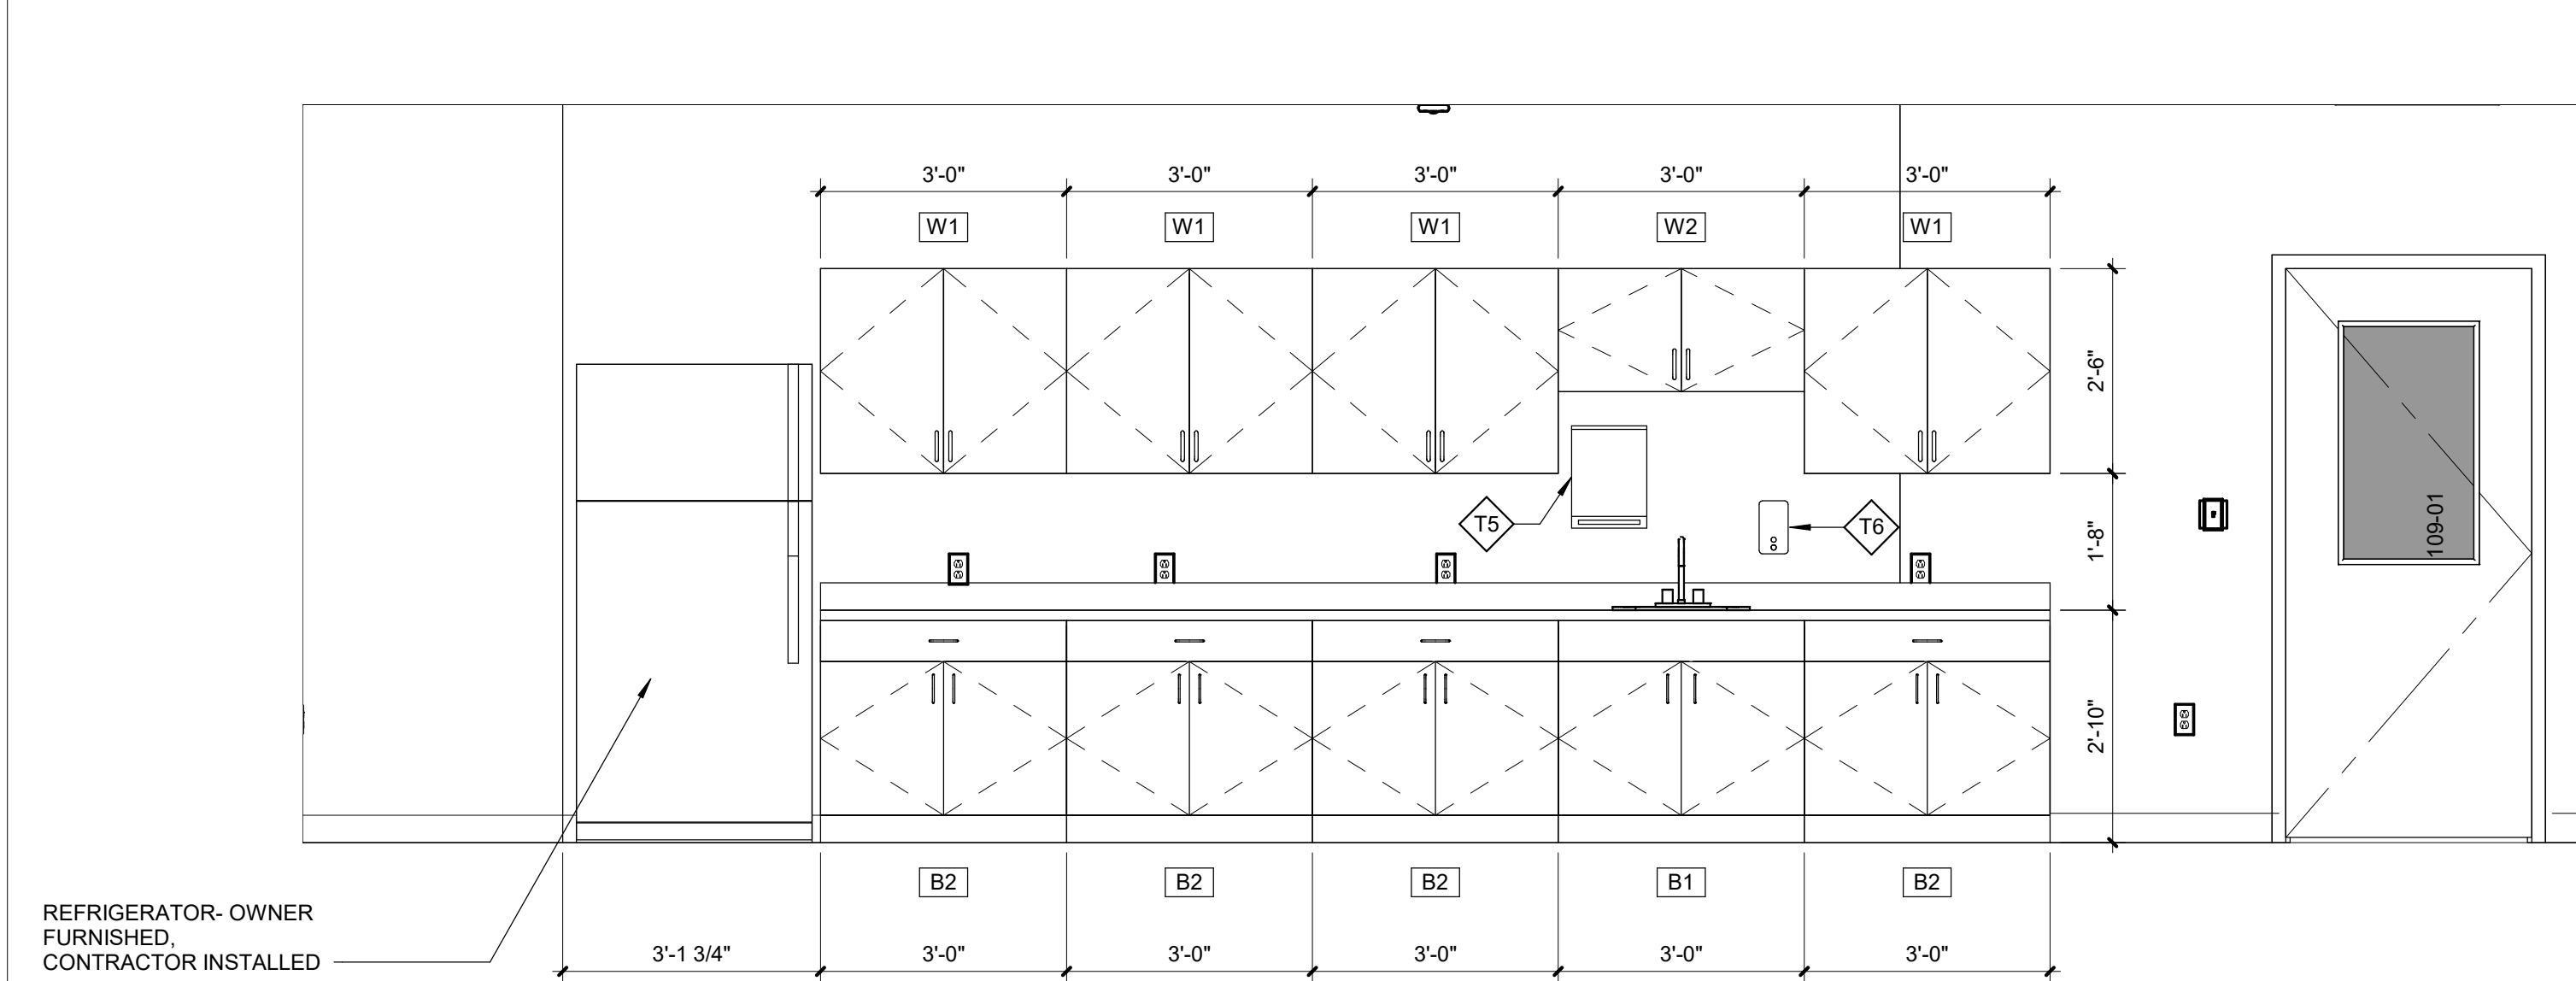 3'-0" 3'-0" 3'-0" 3'-0" 3'-0"
W1 W1 W1 W2 W1
2'-6"
T5 T6
109-01
1'-8"
2'-10"
B2 B2 B2 B1 B2
REFRIGERATOR- OWNER
FURNISHED,
CONTRACTOR INSTALLED
3'-1 3/4" 3'-0" 3'-0" 3'-0" 3'-0" 3'-0"